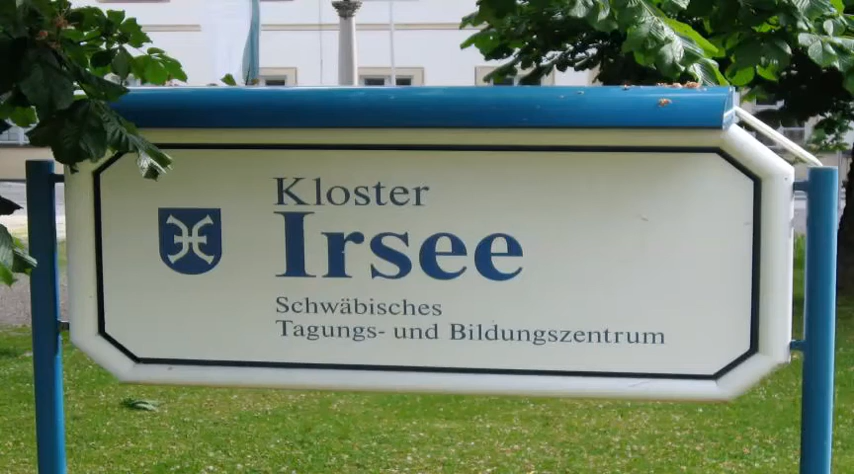 Kloster
Irsee
Schwäbisches
Tagungs- und Bildungszentrum